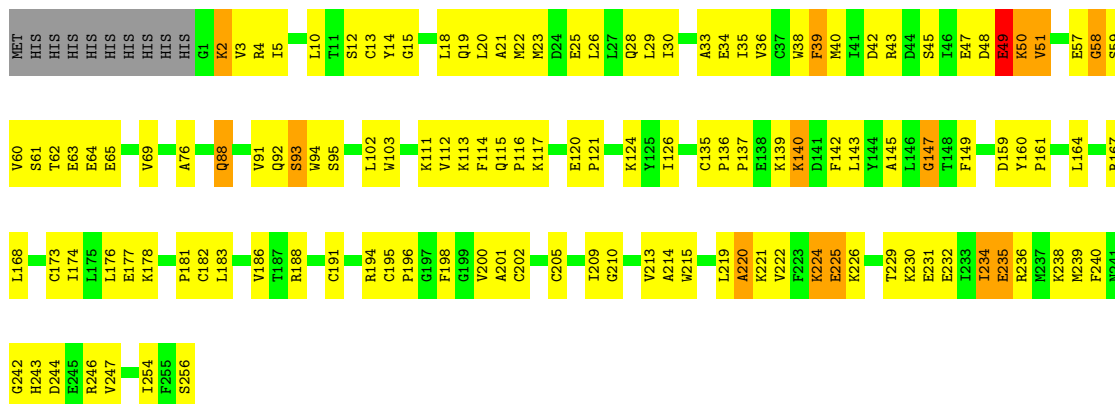 MET HIS HIS HIS HIS HIS HIS HIS HIS G1 K2 V3 R4 I5 L10 T11 S12 C13 Y14 G15 L18 Q19 L20 A21 M22 M23 D24 E25 L26 L27 Q28 L29 I30 A33 E34 I35 V36 C37 W38 F39 M40 I41 D42 R43 D44 S45 I46 E47 D48 E49 K50 V51 E57 G58 S59
V60 S61 T62 E63 E64 E65 V69 A76 Q88 V91 Q92 S93 W94 S95 L102 W103 K111 V112 K113 F114 Q115 P116 K117 E120 P121 K124 Y125 I126 C135 P136 P137 E138 K139 K140 D141 F142 L143 Y144 A145 L146 G147 T148 F149 D159 Y160 P161 L164
L168 C173 I174 L175 L176 E177 K178 P181 C182 L183 V186 T187 R188 C191 R194 C195 P196 G197 F198 G199 V200 A201 C202 C205 I209 G210 V213 A214 W215 L219 A220 K221 V222 F223 K224 E225 K226 T229 K230 E231 E232 I233 I234 E235 R236 M237 K238 M239 F240
G242 H243 D244 E245 R246 V247 I254 F255 S256